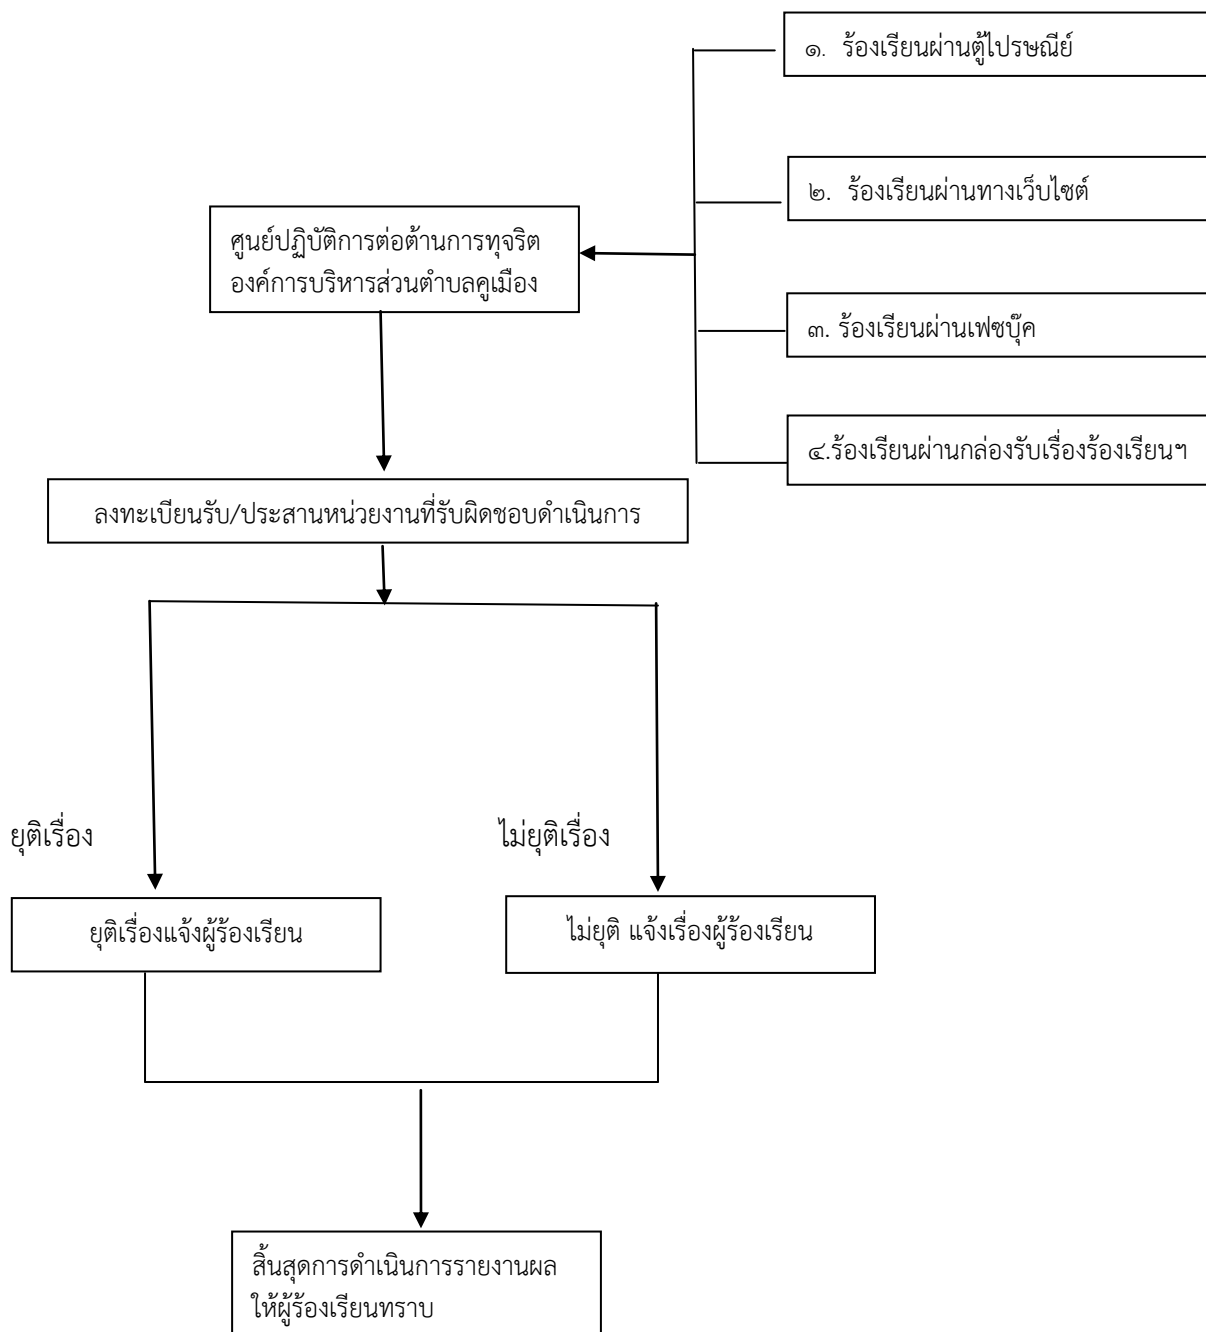 ๑. ร้องเรียนผ่านตู้ไปรษณีย์
๒. ร้องเรียนผ่านทางเว็บไซต์
ศูนย์ปฏิบัติการต่อต้านการทุจริต
องค์การบริหารส่วนตำบลคูเมือง
๓. ร้องเรียนผ่านเฟซบุ๊ค
๔.ร้องเรียนผ่านกล่องรับเรื่องร้องเรียนฯ
ลงทะเบียนรับ/ประสานหน่วยงานที่รับผิดชอบดำเนินการ
ยุติเรื่อง
ไม่ยุติเรื่อง
ยุติเรื่องแจ้งผู้ร้องเรียน
ไม่ยุติ แจ้งเรื่องผู้ร้องเรียน
สิ้นสุดการดำเนินการรายงานผล
ให้ผู้ร้องเรียนทราบ